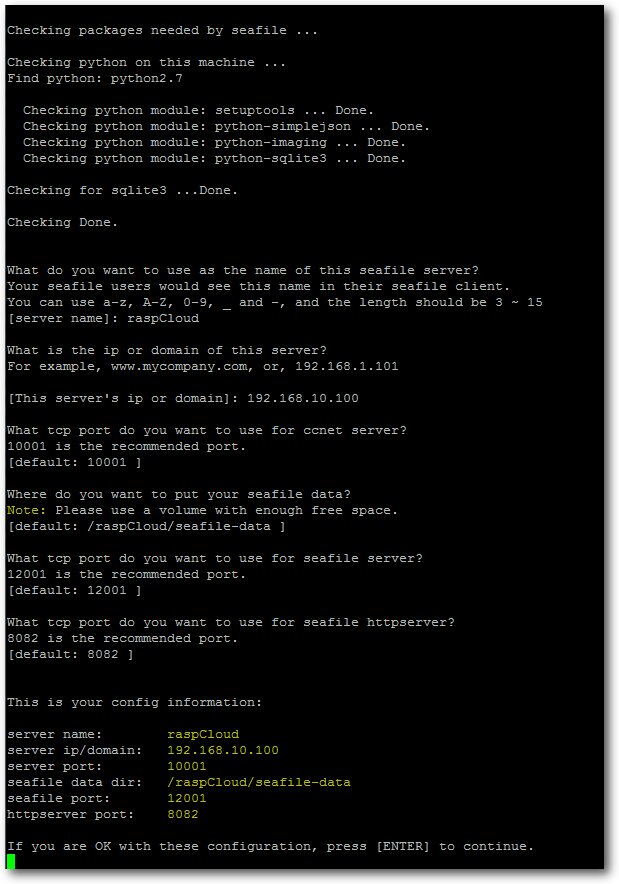 Checking packages needed by seafile ...
Checking python on this machine ...
Find python: python2.7
Checking python module: setuptools ... Done.
Checking python module: python-simplejson ... Done.
Checking python module: python-imaging ... Done.
Checking python module: python-sqlite3 ... Done.
Checking for sqlite3 ...Done.
Checking Done.
What do you want to use as the name of this seafile server?
Your seafile users would see this name in their seafile client.
You can use a-z, A-Z, 0-9, _ and -, and the length should be 3 ~ 15
[server name]: raspCloud
What is the ip or domain of this server?
For example, www.mycompany.com, or, 192.168.1.101
[This server's ip or domain]: 192.168.10.100
What tcp port do you want to use for ccnet server?
10001 is the recommended port.
[default: 10001 ]
Where do you want to put your seafile data?
Note: Please use a volume with enough free space.
[default: /raspCloud/seafile-data ]
What tcp port do you want to use for seafile server?
12001 is the recommended port.
[default: 12001 ]
What tcp port do you want to use for seafile httpserver?
8082 is the recommended port.
[default: 8082 ]
This is your config information:
server name: raspCloud
server ip/domain: 192.168.10.100
server port: 10001
seafile data dir: /raspCloud/seafile-data
seafile port: 12001
httpserver port: 8082
If you are OK with these configuration, press [ENTER] to continue.